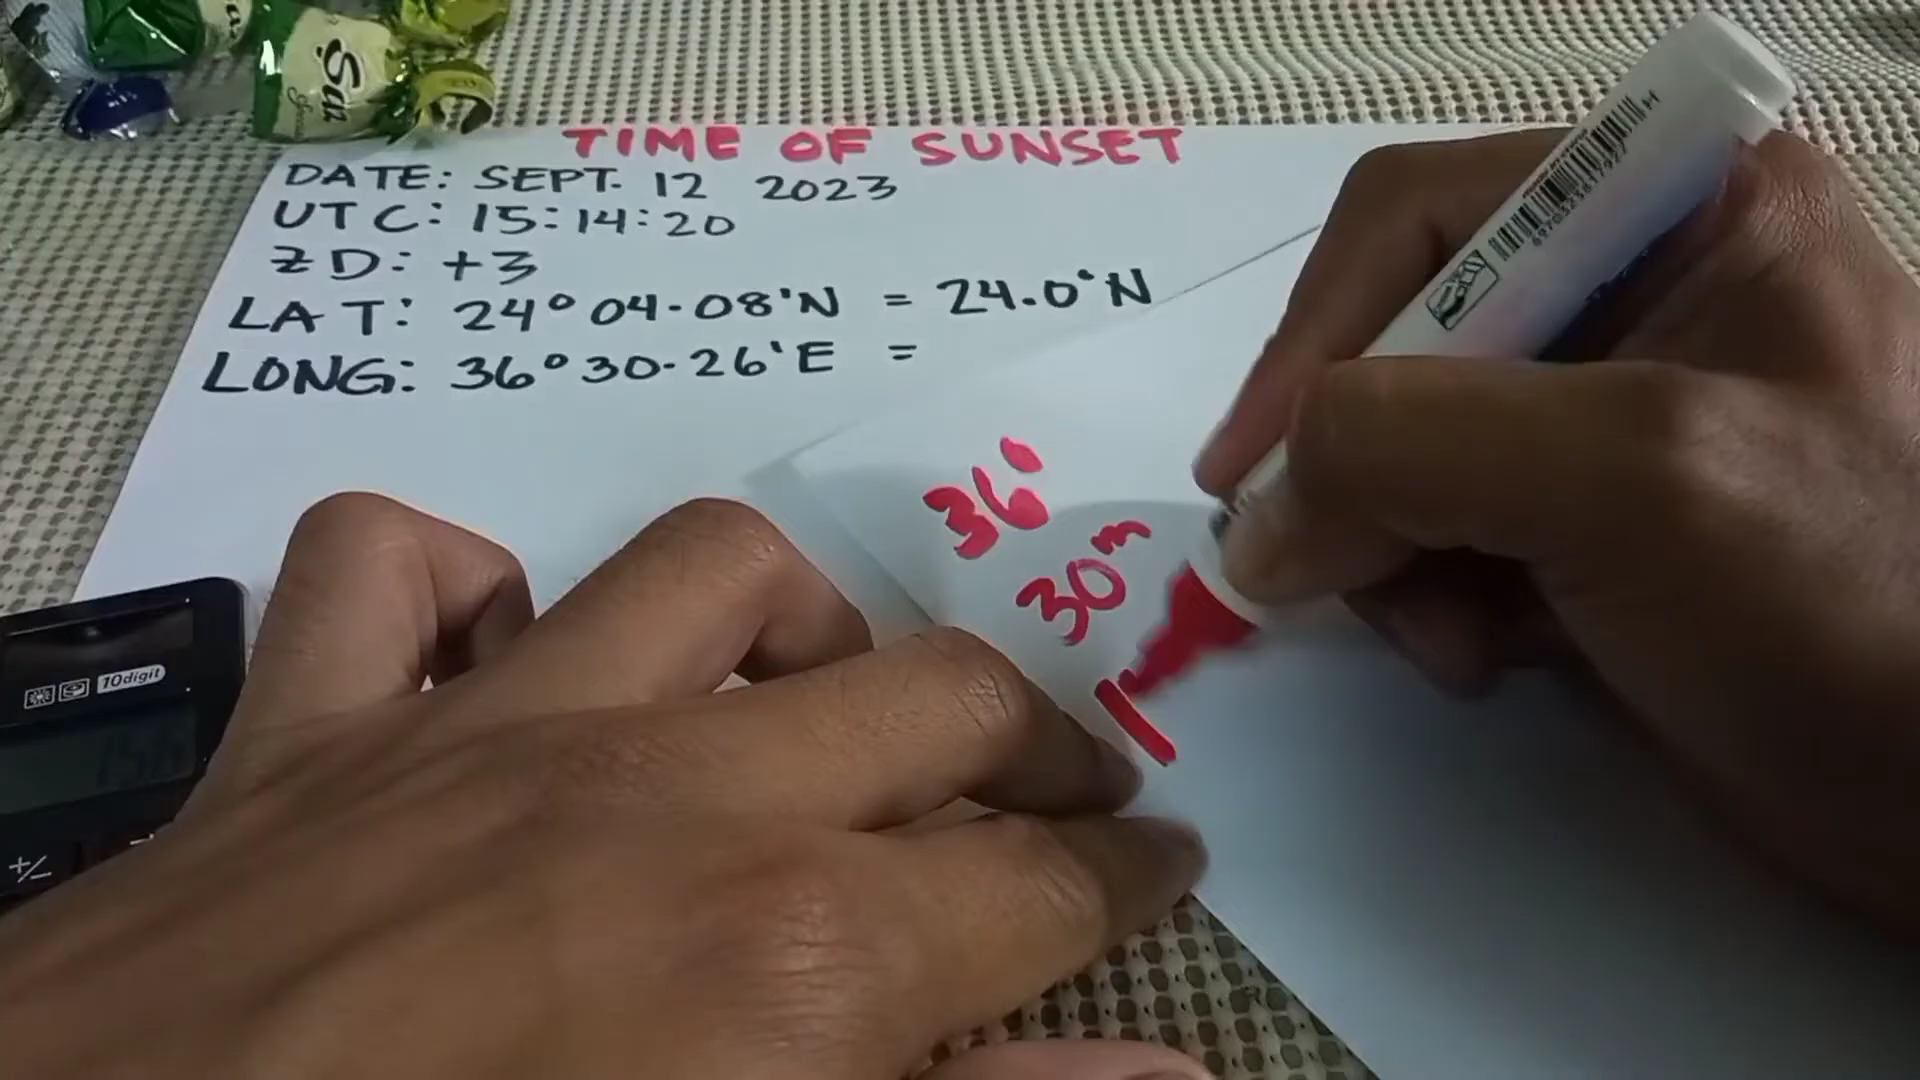 TIME OF SUNSET
DATE: SEPT. 12 2023
UTC: 15:14:20
ZD: +3
LAT: 24° 04.08'N = 24.0°N
LONG: 36° 30.26'E =
36°
30m
1
10digit
+/-